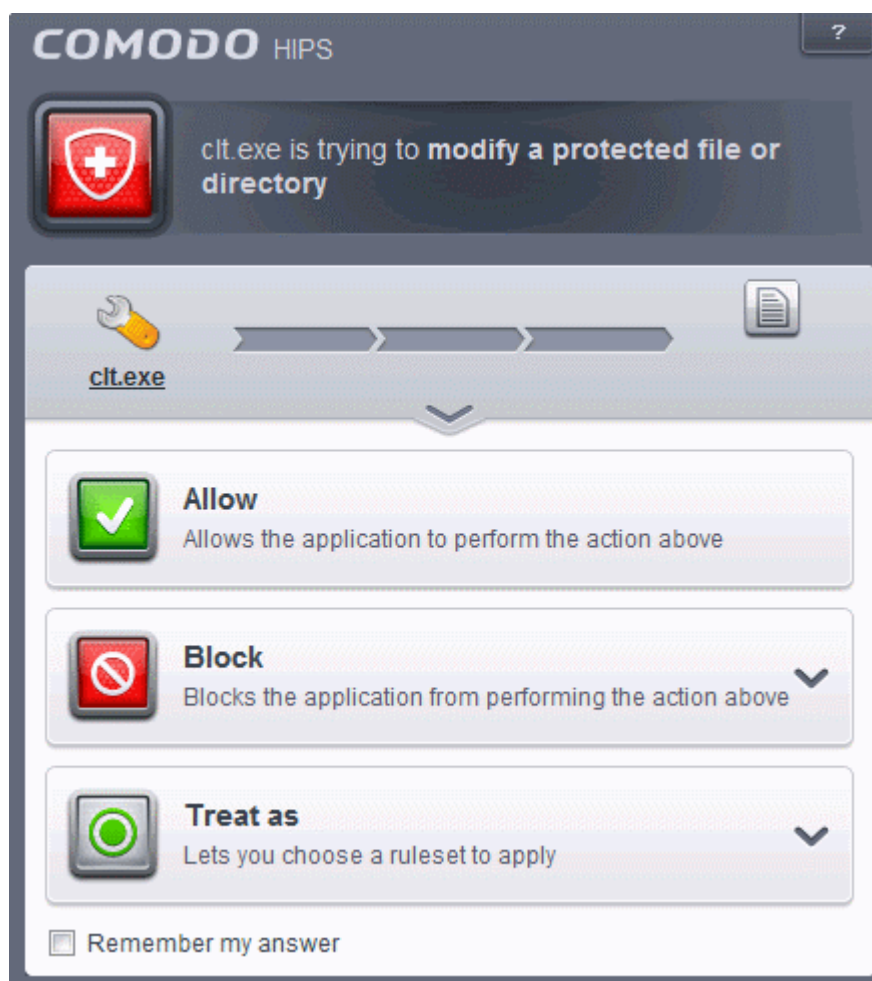 COMODO HIPS
?
clt.exe is trying to modify a protected file or
directory
clt.exe
Allow
Allows the application to perform the action above
Block
Blocks the application from performing the action above
Treat as
Lets you choose a ruleset to apply
Remember my answer